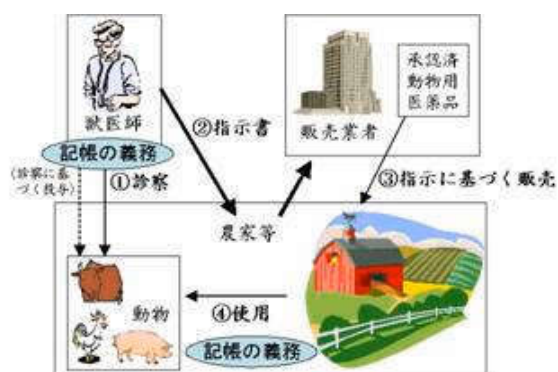 獣医師
記帳の義務
(診察に基
づく投与)
①診察
②指示書
販売業者
承認済
動物用
医薬品
③指示に基づく販売
農家等
動物
④使用
記帳の義務